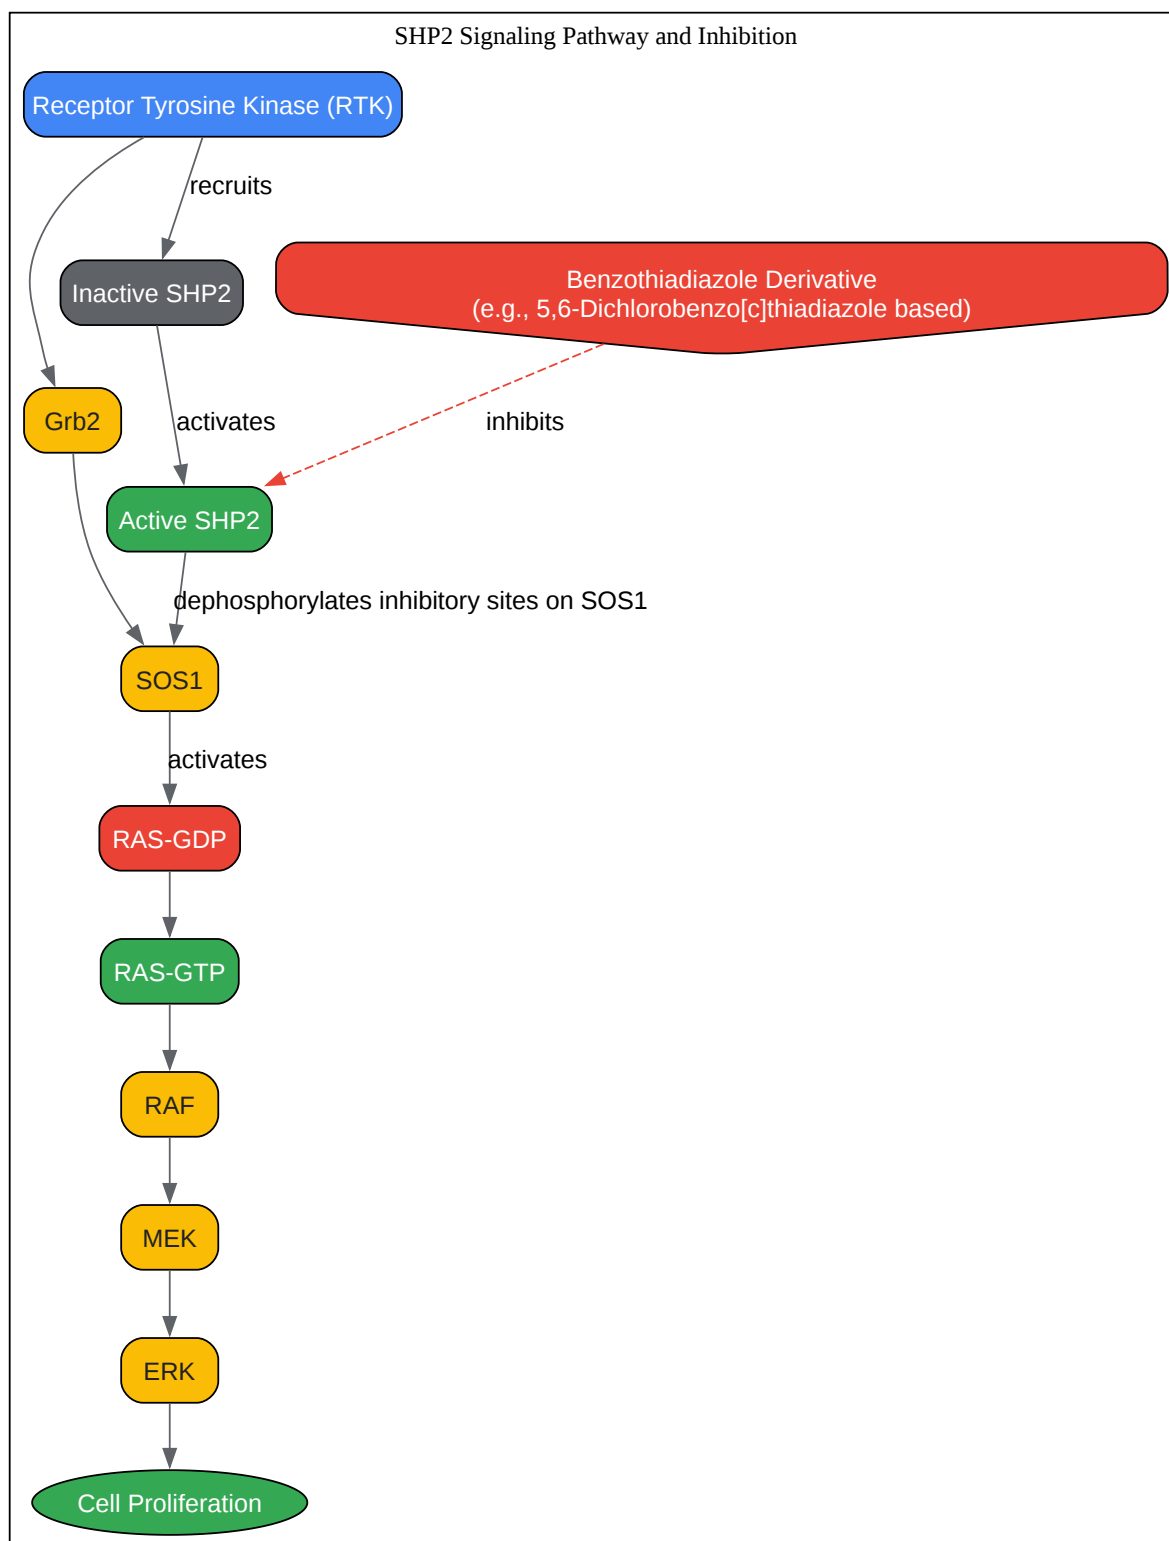 SHP2 Signaling Pathway and Inhibition
Receptor Tyrosine Kinase (RTK)
recruits
Inactive SHP2
Benzothiadiazole Derivative
(e.g., 5,6-Dichlorobenzo[c]thiadiazole based)
Grb2
activates
inhibits
Active SHP2
dephosphorylates inhibitory sites on SOS1
SOS1
activates
RAS-GDP
RAS-GTP
RAF
MEK
ERK
Cell Proliferation